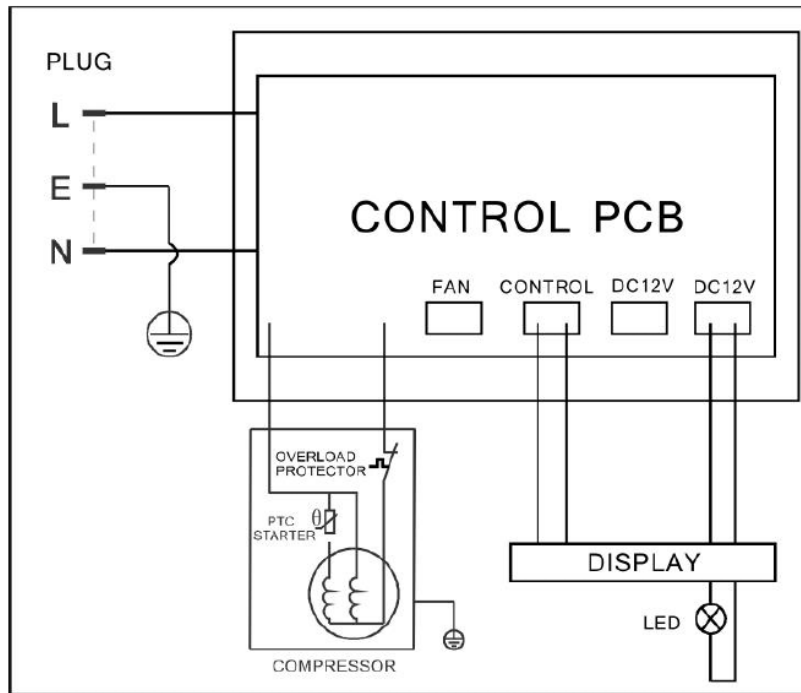 PLUG
L
E
N
CONTROL PCB
FAN
CONTROL
DC12V
DC12V
OVERLOAD
PROTECTOR
θ
PTC
STARTER
COMPRESSOR
DISPLAY
LED